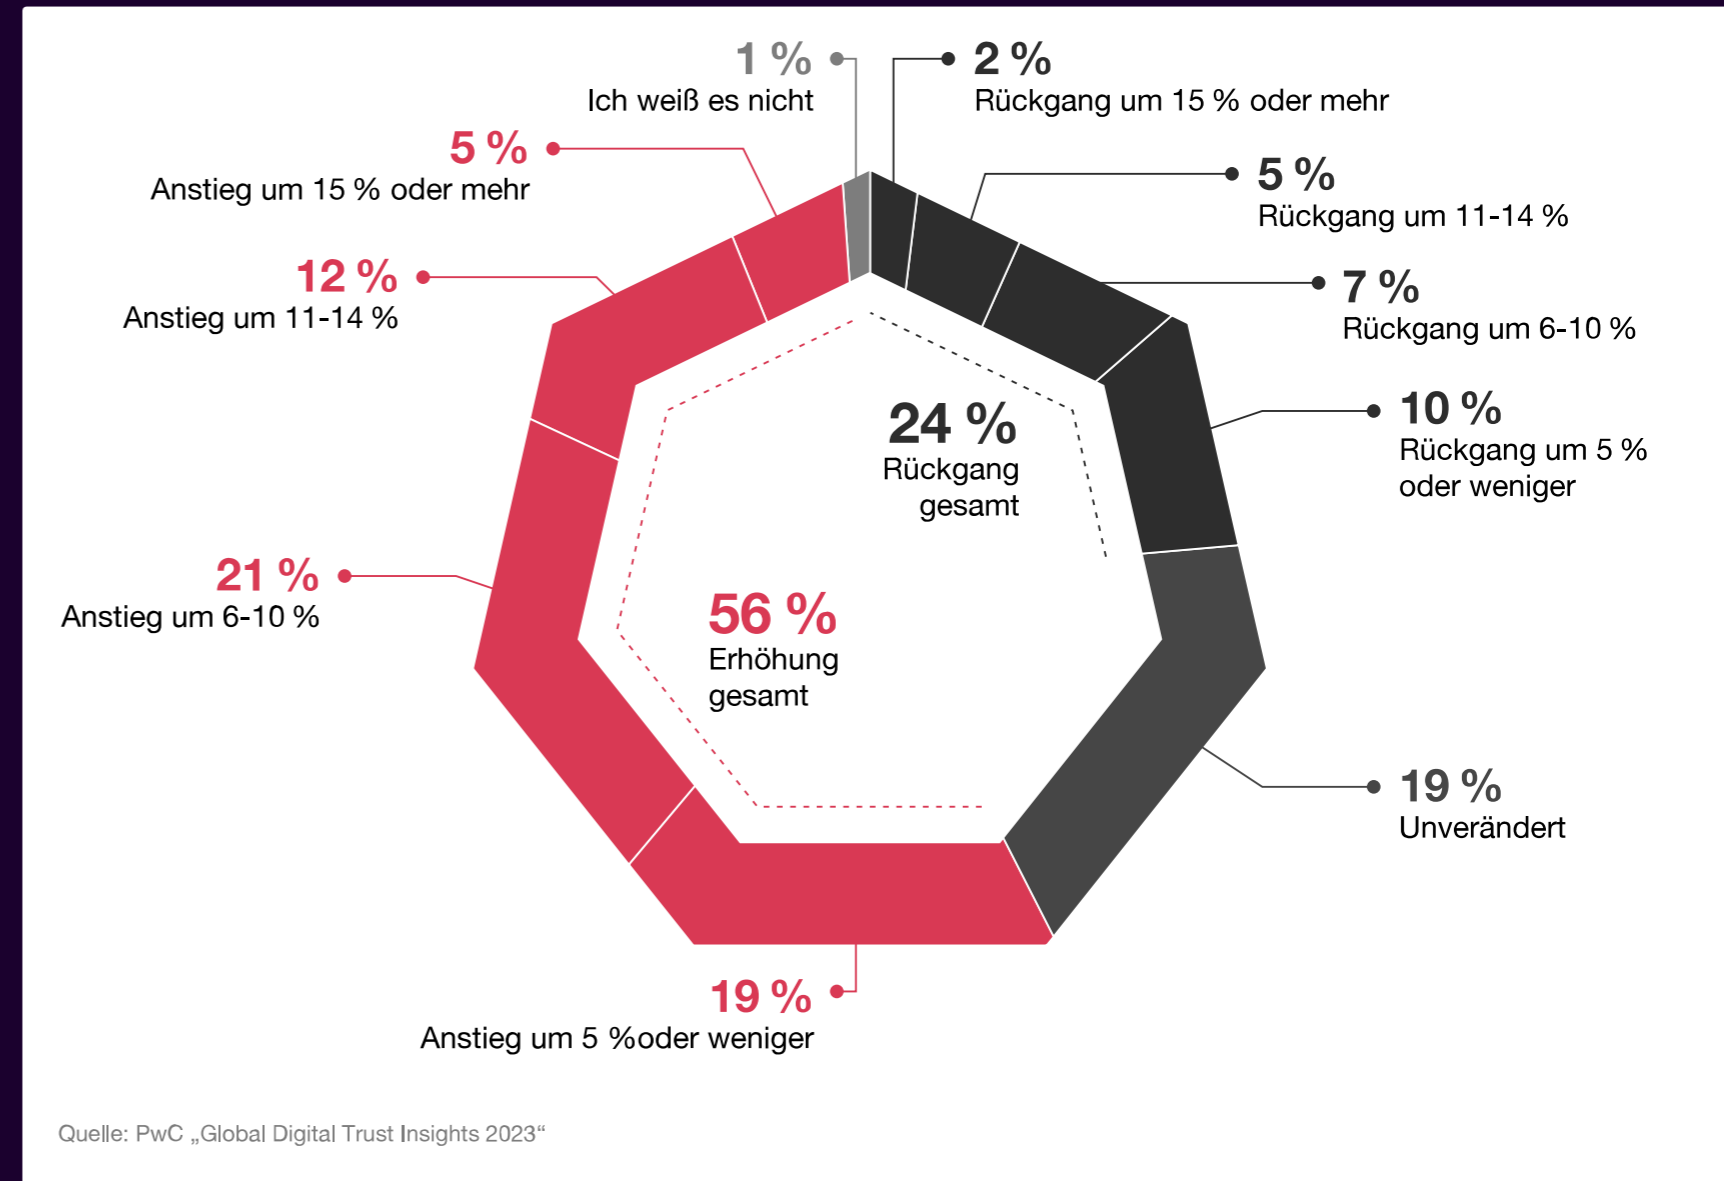 1 %
Ich weiß es nicht
2 %
Rückgang um 15 % oder mehr
5 %
Anstieg um 15 % oder mehr
5 %
Rückgang um 11-14 %
12 %
Anstieg um 11-14 %
7 %
Rückgang um 6-10 %
24 %
Rückgang
gesamt
10 %
Rückgang um 5 %
oder weniger
21 %
Anstieg um 6-10 %
56 %
Erhöhung
gesamt
19 %
Unverändert
19 %
Anstieg um 5 %oder weniger
Quelle: PwC „Global Digital Trust Insights 2023“